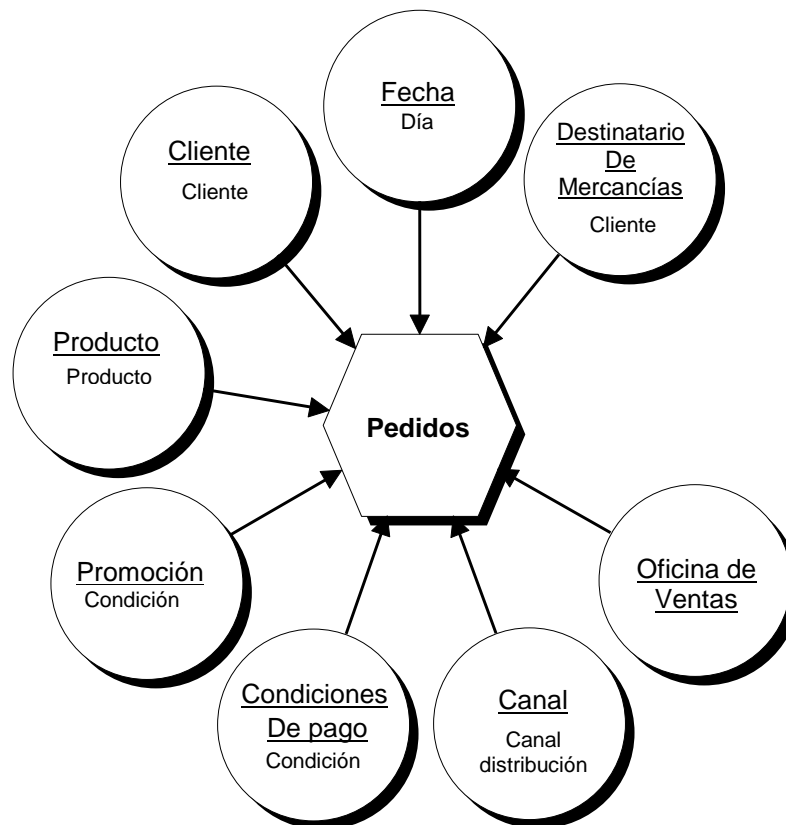 Fecha
Día
Cliente
Cliente
Destinatario
De
Mercancías
Cliente
Producto
Producto
Pedidos
Promoción
Condición
Oficina de
Ventas
Condiciones
De pago
Condición
Canal
Canal
distribución